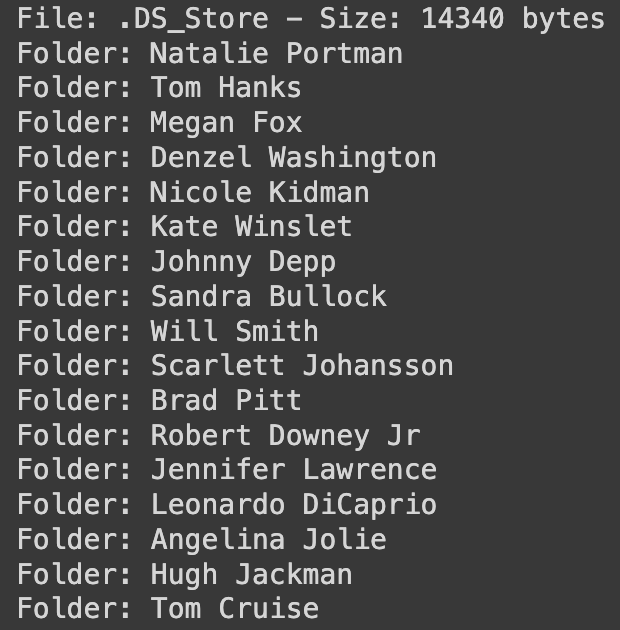 File: .DS_Store – Size: 14340 bytes
Folder: Natalie Portman
Folder: Tom Hanks
Folder: Megan Fox
Folder: Denzel Washington
Folder: Nicole Kidman
Folder: Kate Winslet
Folder: Johnny Depp
Folder: Sandra Bullock
Folder: Will Smith
Folder: Scarlett Johansson
Folder: Brad Pitt
Folder: Robert Downey Jr
Folder: Jennifer Lawrence
Folder: Leonardo DiCaprio
Folder: Angelina Jolie
Folder: Hugh Jackman
Folder: Tom Cruise